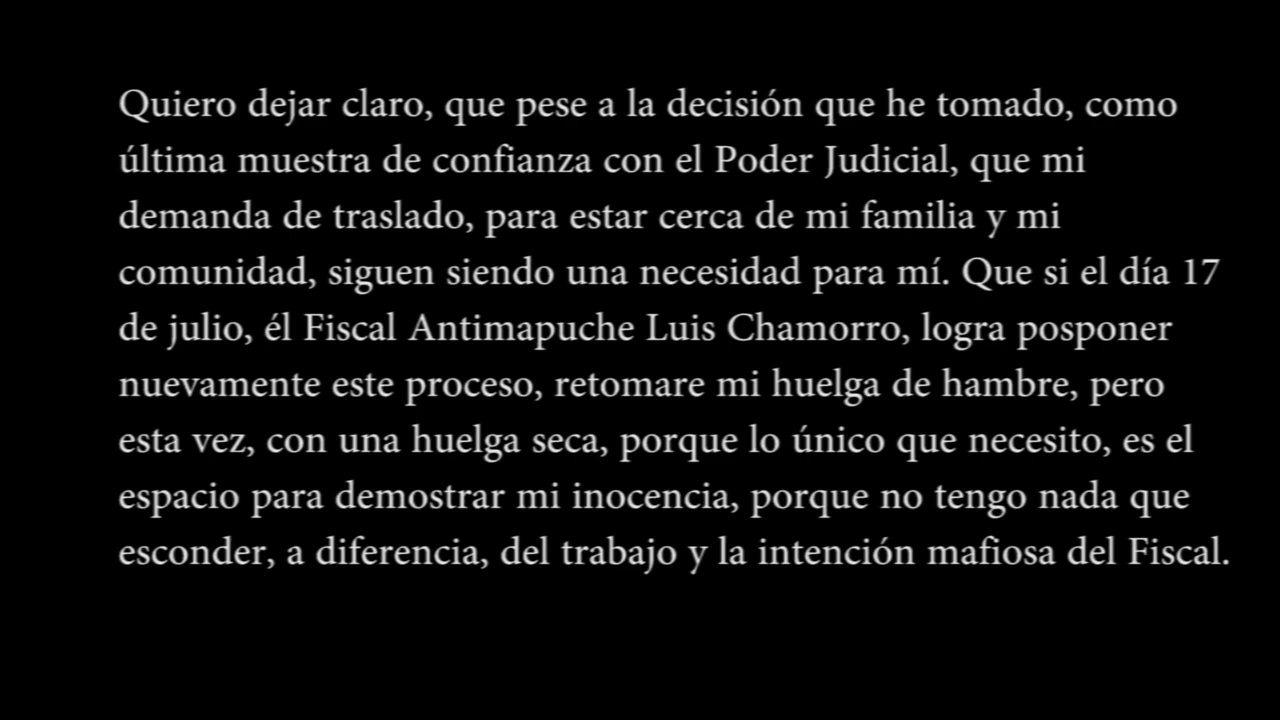 Quiero dejar claro, que pese a la decisión que he tomado, como
última muestra de confianza con el Poder Judicial, que mi
demanda de traslado, para estar cerca de mi familia y mi
comunidad, siguen siendo una necesidad para mí. Que si el día 17
de julio, él Fiscal Antimapuche Luis Chamorro, logra posponer
nuevamente este proceso, retomare mi huelga de hambre, pero
esta vez, con una huelga seca, porque lo único que necesito, es el
espacio para demostrar mi inocencia, porque no tengo nada que
esconder, a diferencia, del trabajo y la intención mafiosa del Fiscal.